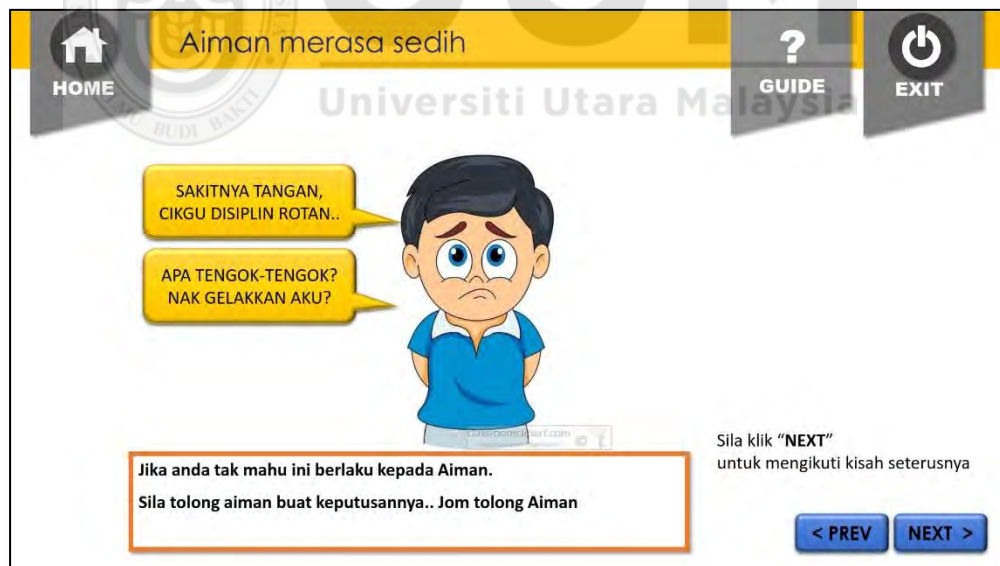 Aiman merasa sedih
HOME
?
GUIDE
EXIT
UUM
Universiti Utara Malaysia
BUDI BAKTI
SAKITNYA TANGAN,
CIKGU DISIPLIN ROTAN..
APA TENGOK-TENGOK?
NAK GELAKKAN AKU?
Jika anda tak mahu ini berlaku kepada Aiman.
Sila tolong aiman buat keputusannya.. Jom tolong Aiman
Sila klik “NEXT”
untuk mengikuti kisah seterusnya
< PREV
NEXT >